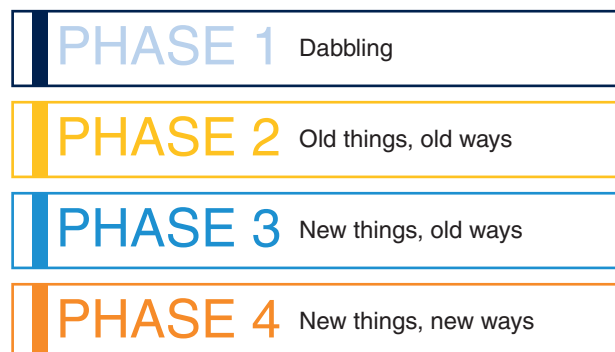 PHASE 1 Dabbling
PHASE 2 Old things, old ways
PHASE 3 New things, old ways
PHASE 4 New things, new ways